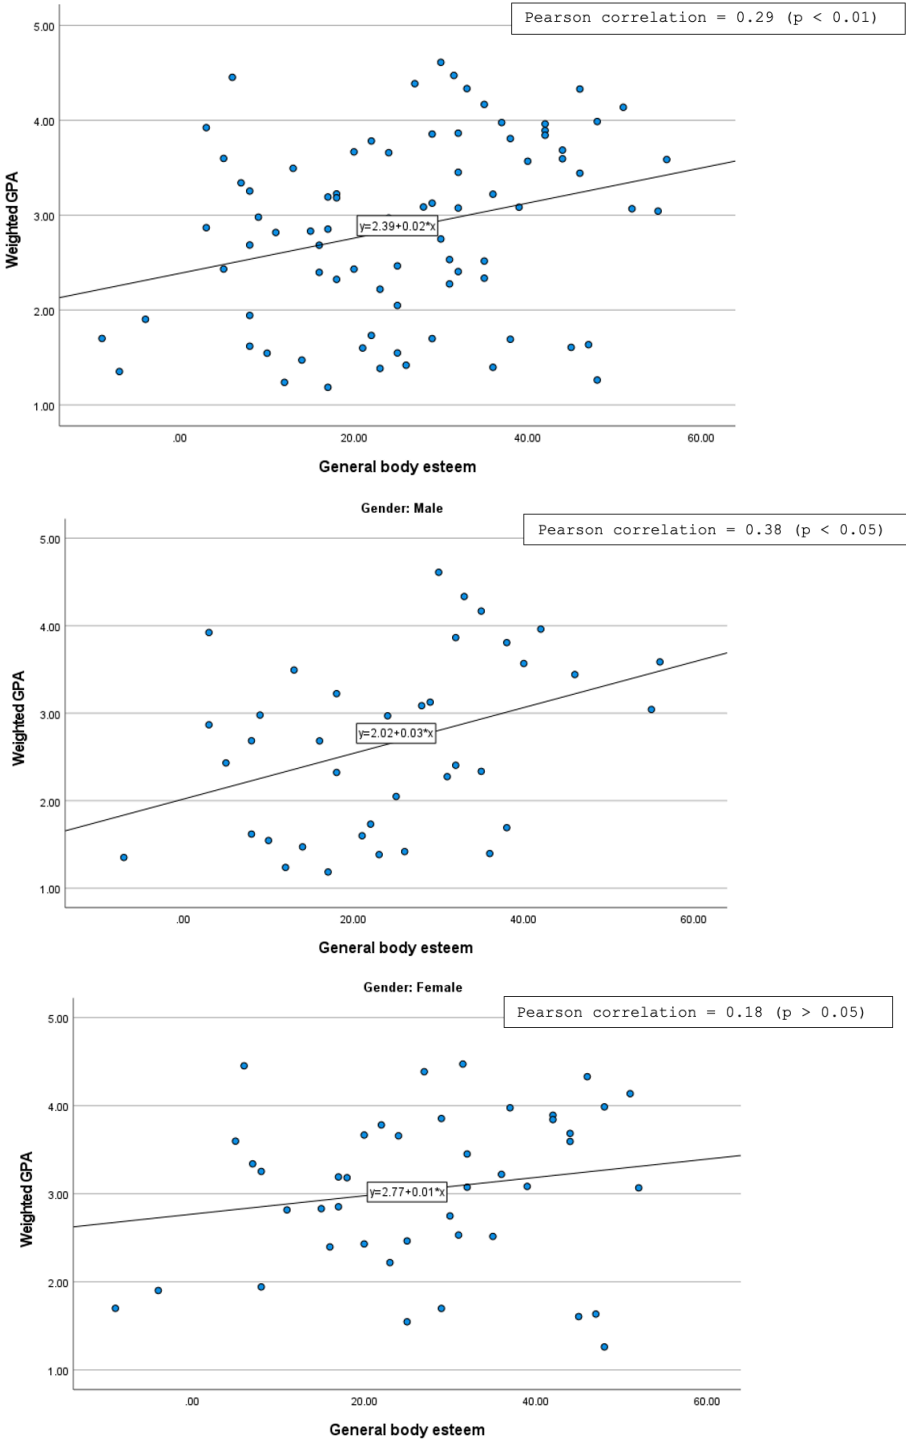 Pearson correlation = 0.29 (p < 0.01)
5.00
4.00
3.00
2.00
1.00
Weighted GPA
y=2.39+0.02*x
.00 20.00 40.00 60.00
General body esteem
Gender: Male
Pearson correlation = 0.38 (p < 0.05)
5.00
4.00
3.00
2.00
1.00
Weighted GPA
y=2.02+0.03*x
.00 20.00 40.00 60.00
General body esteem
Gender: Female
Pearson correlation = 0.18 (p > 0.05)
5.00
4.00
3.00
2.00
1.00
Weighted GPA
y=2.77+0.01*x
.00 20.00 40.00 60.00
General body esteem